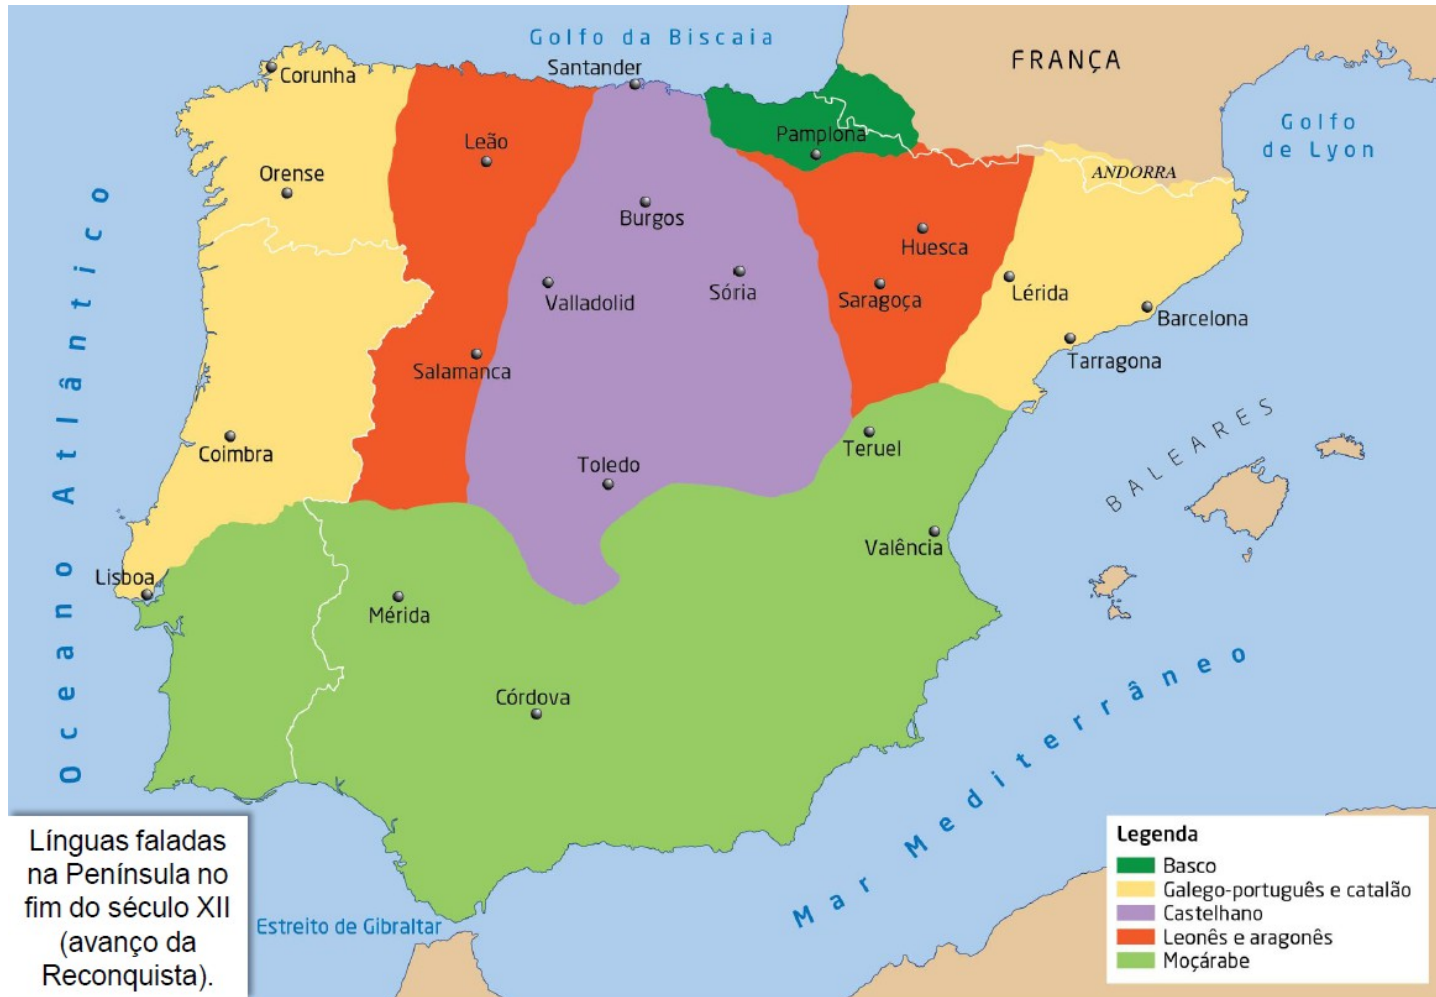 Golfo da Biscaia
FRANÇA
Santander
Corunha
Golfo
de Lyon
Leão
Pamplona
Orense
ANDORRA
Burgos
Huesca
Valladolid
Sória
Saragoça
Lérida
Barcelona
Salamanca
Tarragona
Oceano Atlântico
Coimbra
Toledo
Teruel
BALEARES
Valência
Lisboa
Mérida
Córdova
Mar Mediterrâneo
Estreito de Gibraltar
Línguas faladas
na Península no
fim do século XII
(avanço da
Reconquista).
Legenda
Basco
Galego-português e catalão
Castelhano
Leonês e aragonês
Moçárabe